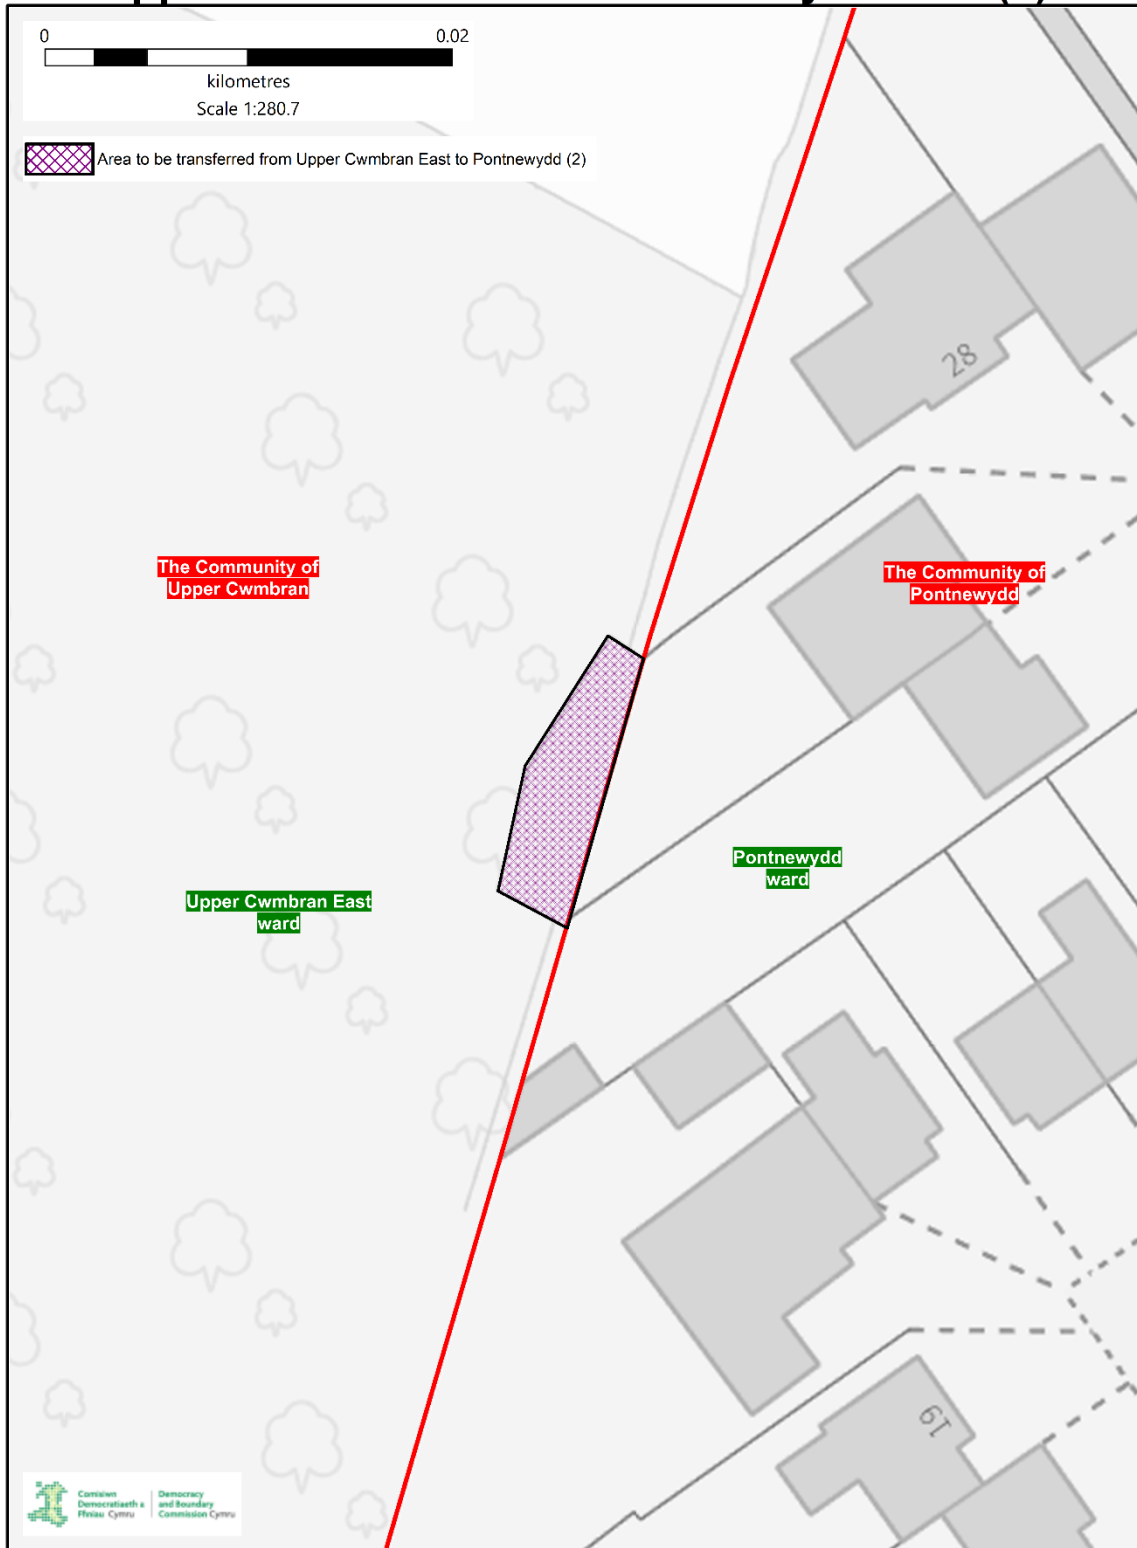 0 0.02
kilometres
Scale 1:280.7
Area to be transferred from Upper Cwmbran East to Pontnewydd (2)
28
The Community of
Upper Cwmbran
The Community of
Pontnewydd
Pontnewydd
ward
Upper Cwmbran East
ward
19
Comisiwn
Democratiaeth a
Ffiniau Cymru
Democracy
and Boundary
Commission Cymru